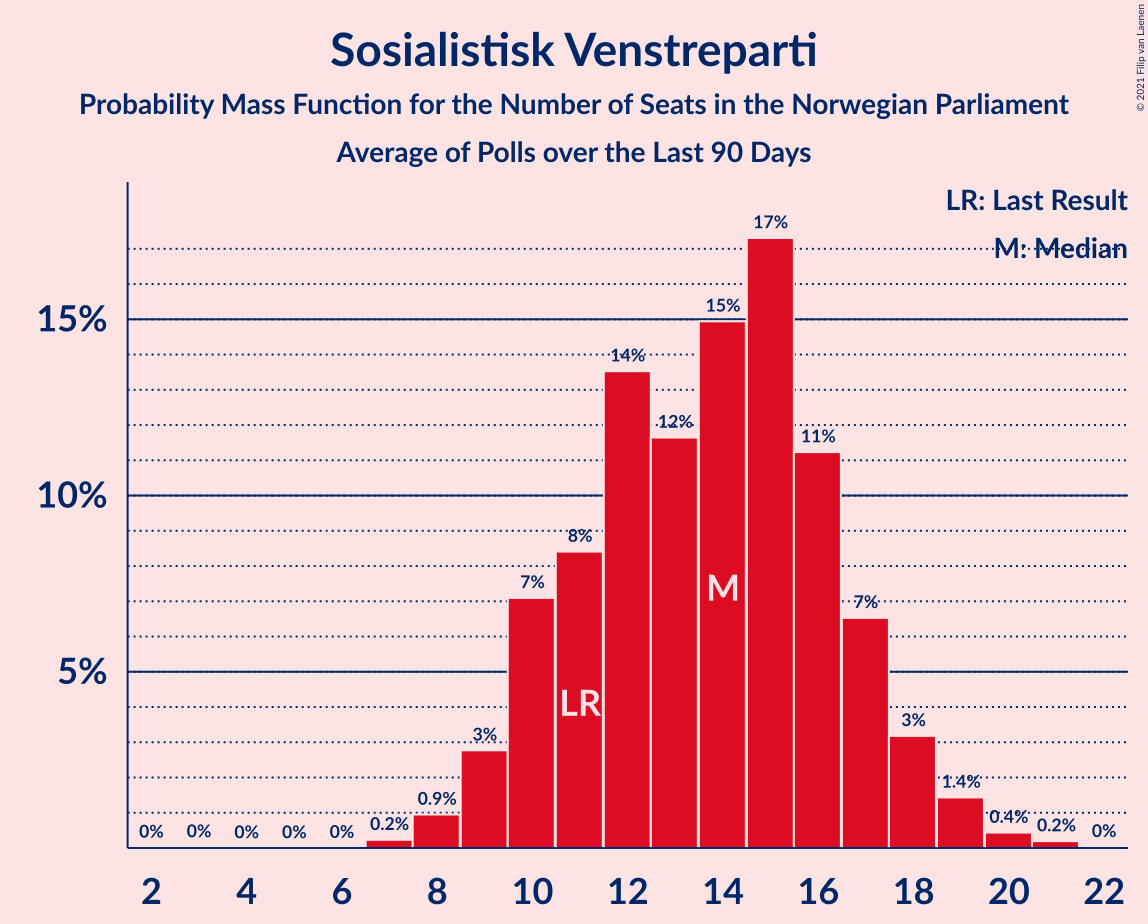 Sosialistisk Venstreparti
Probability Mass Function for the Number of Seats in the Norwegian Parliament
Average of Polls over the Last 90 Days
© 2021 Filip van Laenen
LR: Last Result
M: Median
15%
10%
5%
0%
0%
0%
0%
0%
0.2%
0.9%
3%
7%
8%
14%
12%
15%
17%
11%
7%
3%
1.4%
0.4%
0.2%
0%
LR
M
2 4 6 8 10 12 14 16 18 20 22